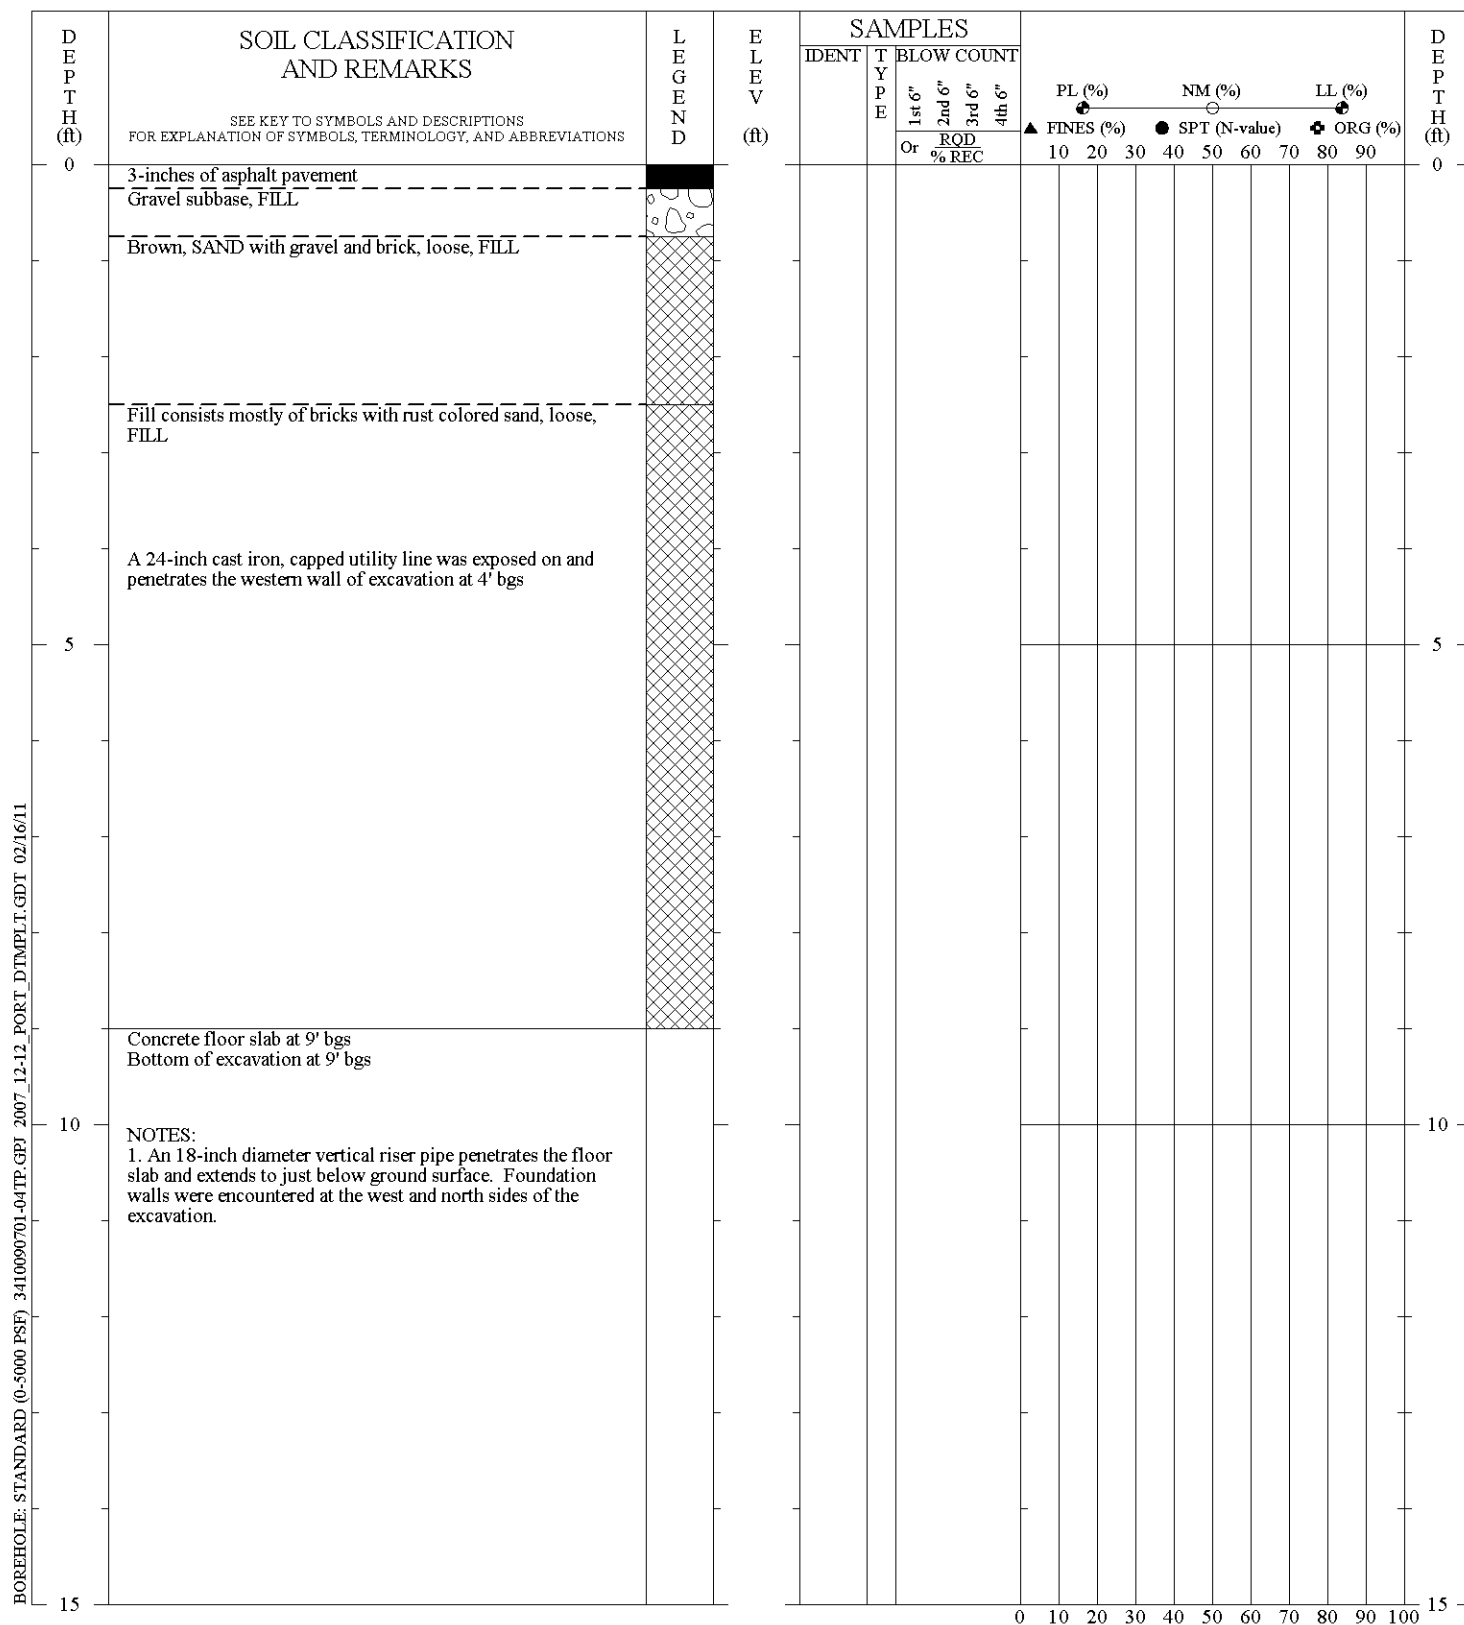 DEPTH
(ft)
SOIL CLASSIFICATION
AND REMARKS
SEE KEY TO SYMBOLS AND DESCRIPTIONS
FOR EXPLANATION OF SYMBOLS, TERMINOLOGY, AND ABBREVIATIONS
LEGEND
ELEV
(ft)
SAMPLES
IDENT
TYPE
BLOW COUNT
1st 6"
2nd 6"
3rd 6"
4th 6"
Or RQD
% REC
PL (%) NM (%) LL (%)
FINES (%) SPT (N-value) ORG (%)
10 20 30 40 50 60 70 80 90
DEPTH
(ft)
0 0
3-inches of asphalt pavement
Gravel subbase, FILL
Brown, SAND with gravel and brick, loose, FILL
Fill consists mostly of bricks with rust colored sand, loose,
FILL
A 24-inch cast iron, capped utility line was exposed on and
penetrates the western wall of excavation at 4' bgs
5 5
Concrete floor slab at 9' bgs
Bottom of excavation at 9' bgs
10 10
NOTES:
1. An 18-inch diameter vertical riser pipe penetrates the floor
slab and extends to just below ground surface. Foundation
walls were encountered at the west and north sides of the
excavation.
15 15
0 10 20 30 40 50 60 70 80 90 100
BOREHOLE: STANDARD (0-5000 PSF) 3410090701-04TP.GPJ 2007_12-12_PORT_DTMPLT.GDT 02/16/11